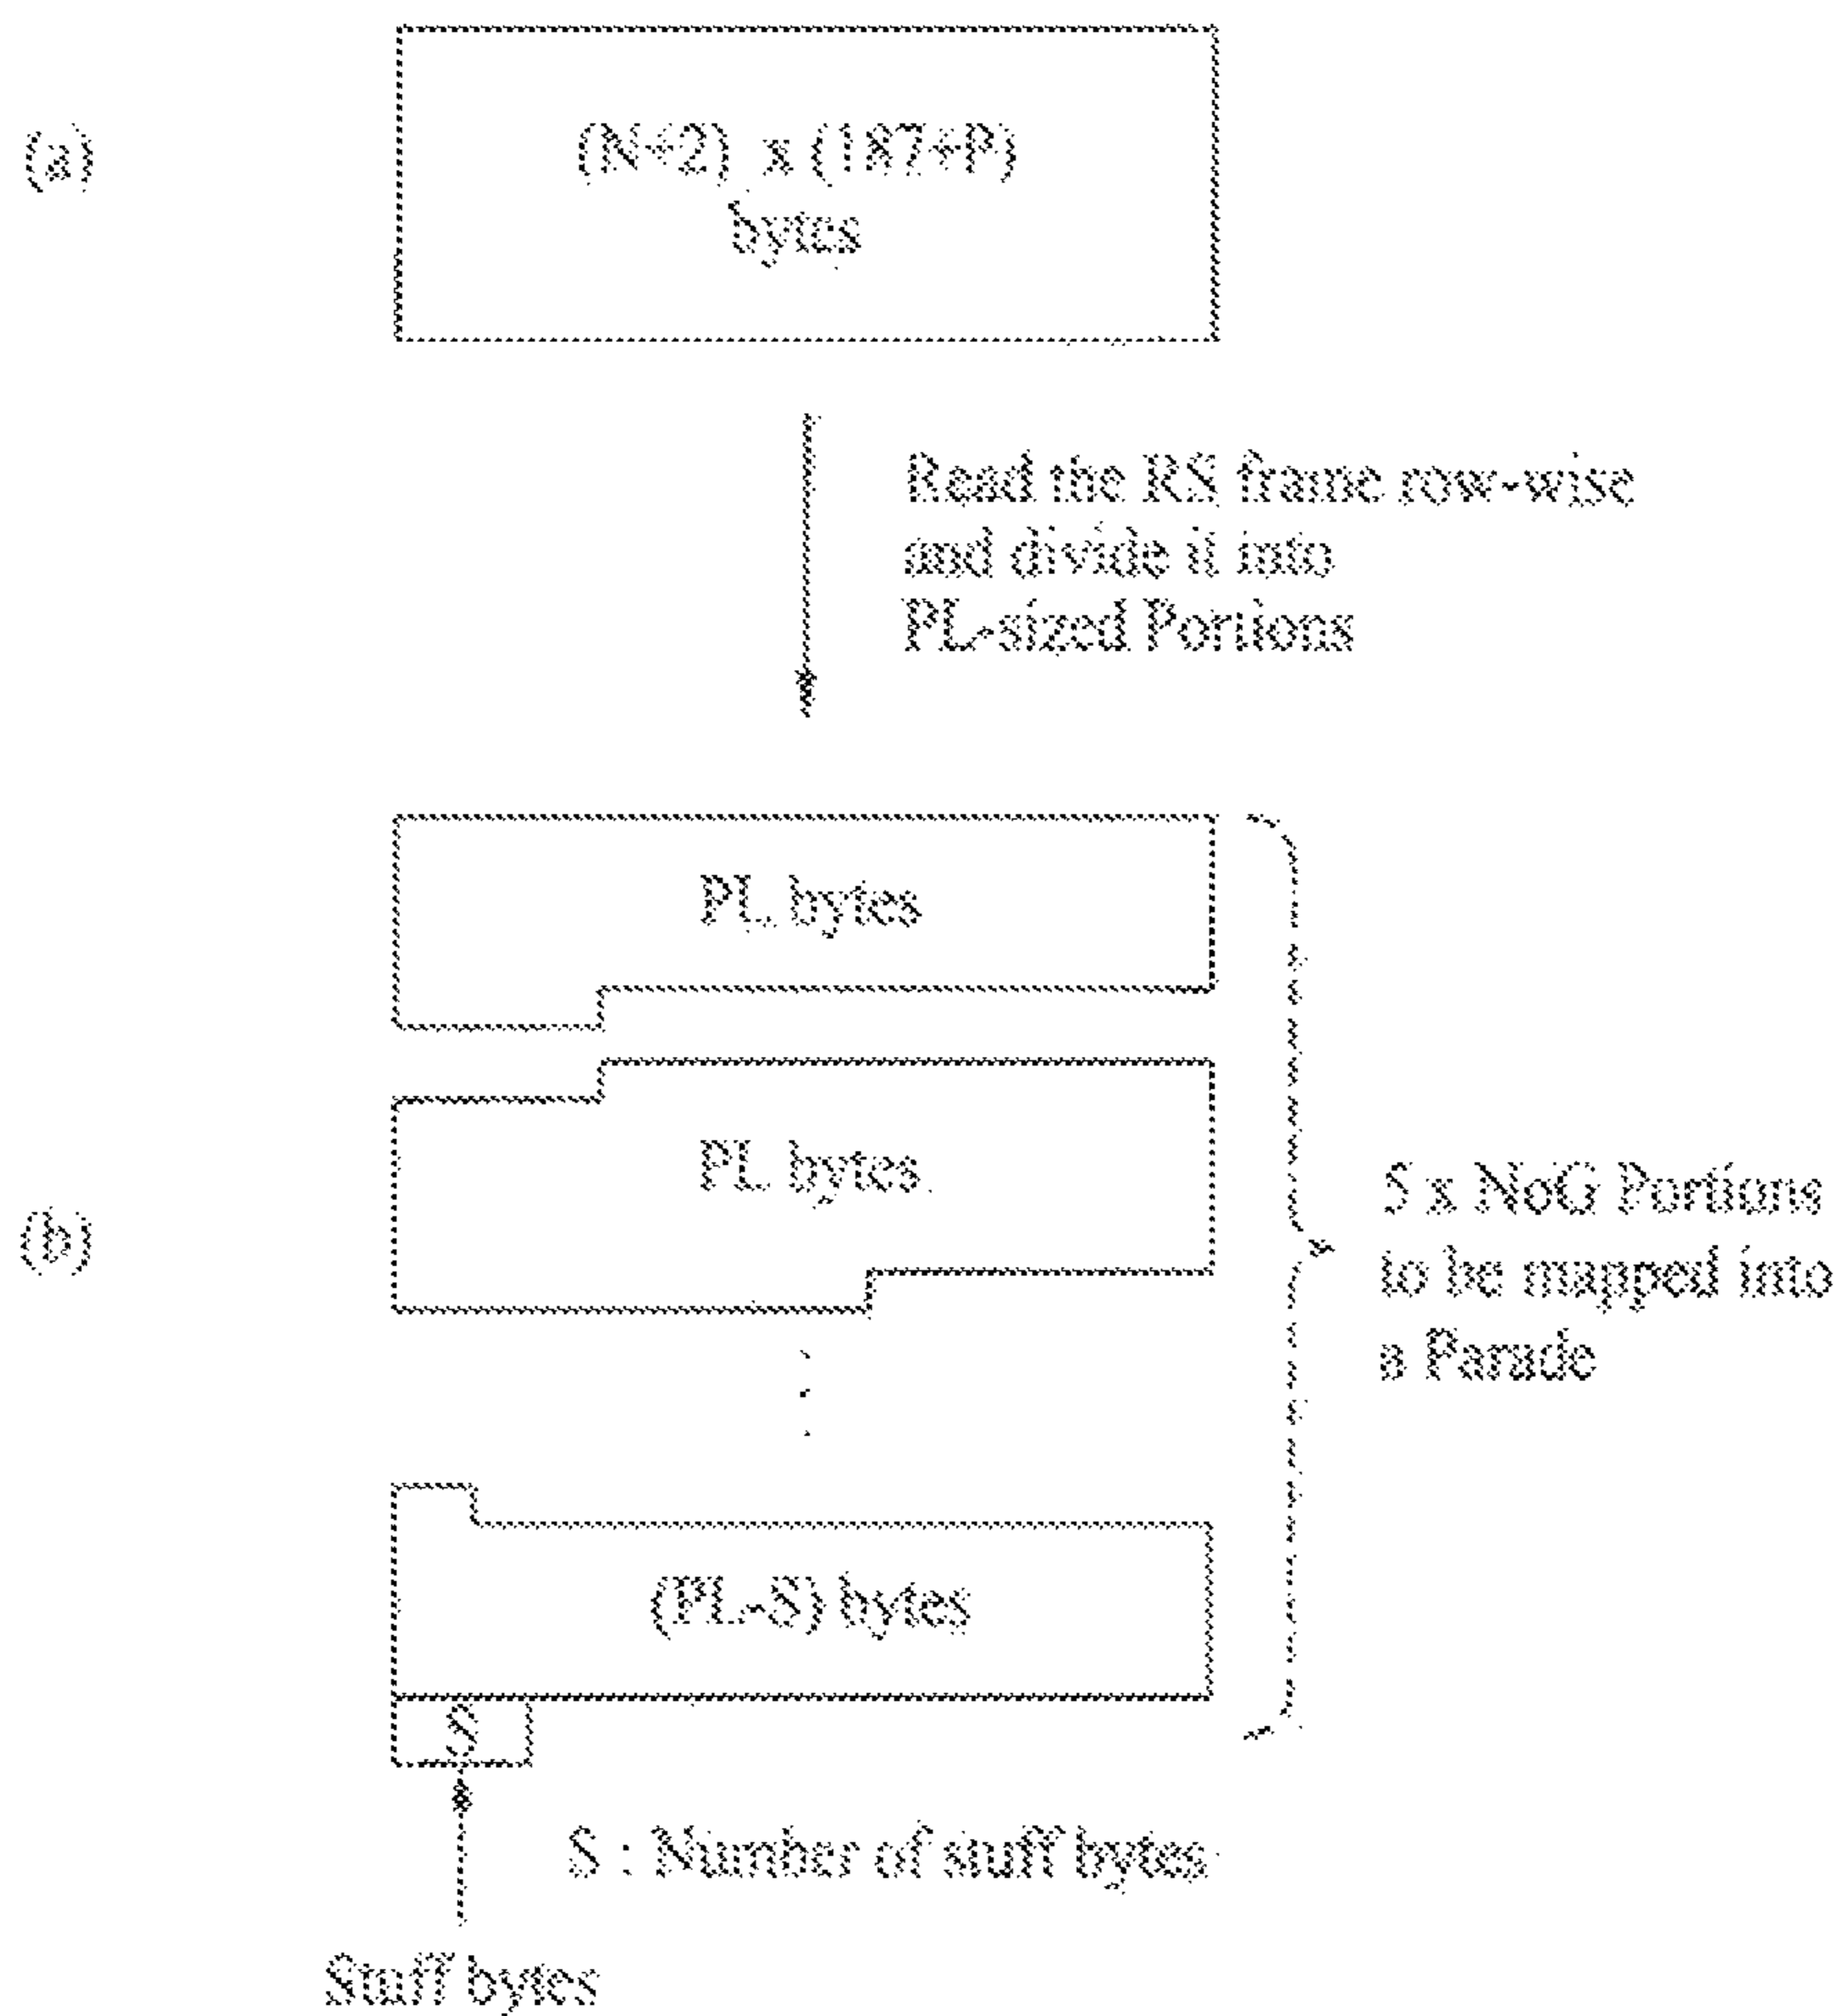 (a)
(N+2) x (187+P)
bytes
Read the RS frame row-wise
and divide it into
PL-sized Portions
PL bytes
PL bytes
(b)
5 x NoG Portions
to be mapped into
a Parade
(PL-S) bytes
S
S : Number of stuff bytes
Stuff bytes